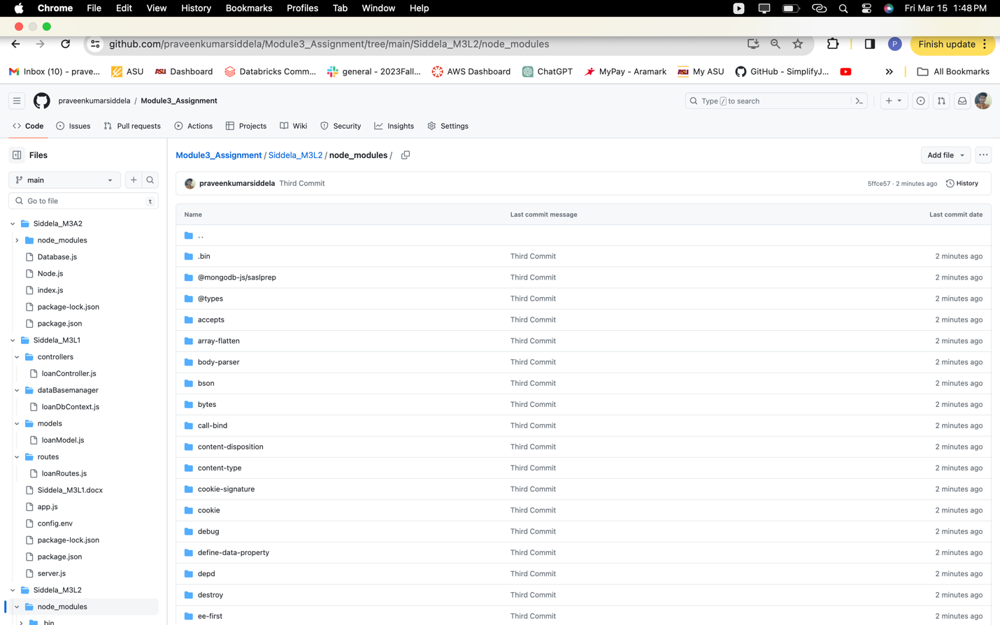 Chrome File Edit View History Bookmarks Profiles Tab Window Help Fri Mar 15 1:48 PM
github.com/praveenkumarsiddela/Module3_Assignment/tree/main/Siddela_M3L2/node_modules P Finish update
Inbox (10) - prave... ASU ASU Dashboard Databricks Comm... general - 2023Fall... AWS Dashboard ChatGPT MyPay - Aramark ASU My ASU GitHub - SimplifyJ... All Bookmarks
praveenkumarsiddela / Module3_Assignment Type / to search
Code Issues Pull requests Actions Projects Wiki Security Insights Settings
Files
main
Go to file t
Siddela_M3A2
node_modules
Database.js
Node.js
index.js
package-lock.json
package.json
Siddela_M3L1
controllers
loanController.js
dataBasemanager
loanDbContext.js
models
loanModel.js
routes
loanRoutes.js
Siddela_M3L1.docx
app.js
config.env
package-lock.json
package.json
server.js
Siddela_M3L2
node_modules
.bin
Module3_Assignment / Siddela_M3L2 / node_modules / Add file
praveenkumarsiddela Third Commit 5ffce57 · 2 minutes ago History
Name Last commit message Last commit date
..
.bin Third Commit 2 minutes ago
@mongodb-js/saslprep Third Commit 2 minutes ago
@types Third Commit 2 minutes ago
accepts Third Commit 2 minutes ago
array-flatten Third Commit 2 minutes ago
body-parser Third Commit 2 minutes ago
bson Third Commit 2 minutes ago
bytes Third Commit 2 minutes ago
call-bind Third Commit 2 minutes ago
content-disposition Third Commit 2 minutes ago
content-type Third Commit 2 minutes ago
cookie-signature Third Commit 2 minutes ago
cookie Third Commit 2 minutes ago
debug Third Commit 2 minutes ago
define-data-property Third Commit 2 minutes ago
depd Third Commit 2 minutes ago
destroy Third Commit 2 minutes ago
ee-first Third Commit 2 minutes ago